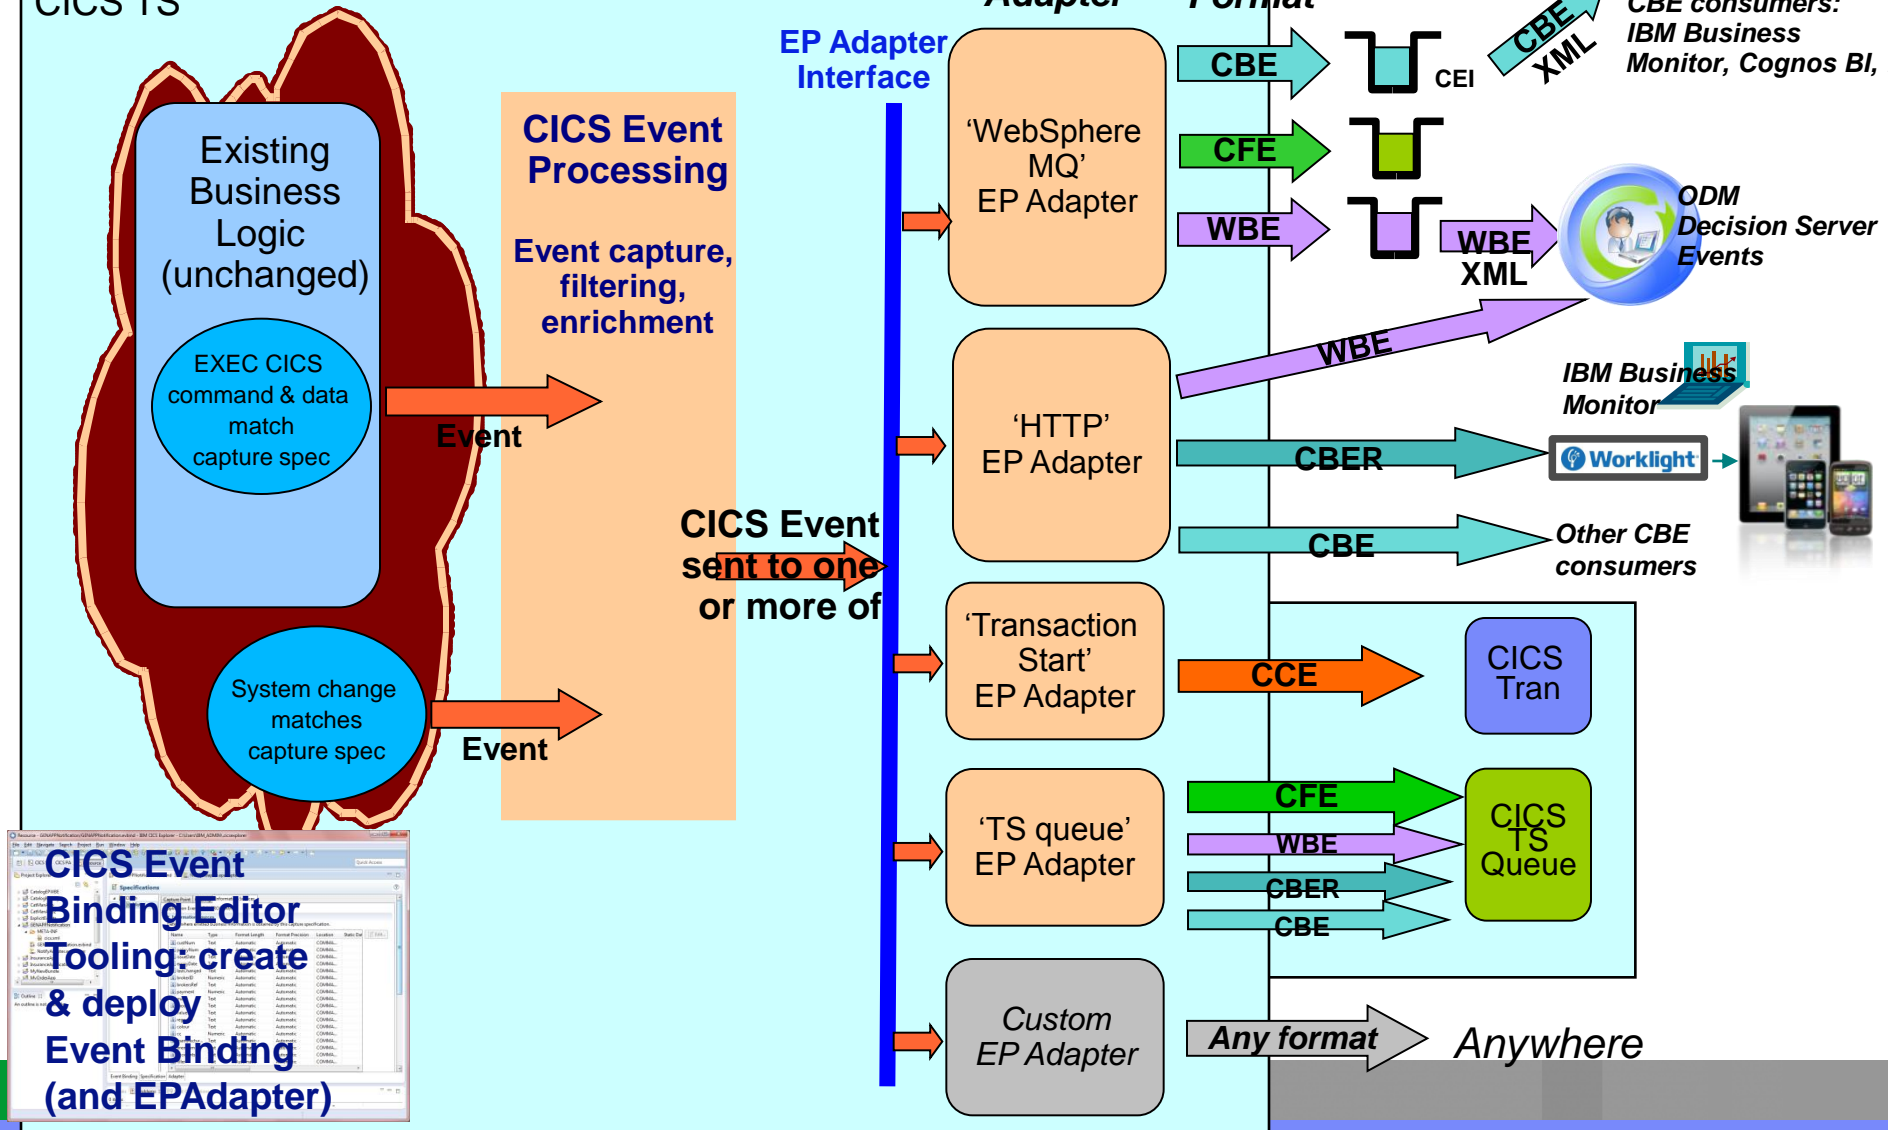 CICS TS
Adapter
Format
EP Adapter
Interface
Existing
Business
Logic
(unchanged)
EXEC CICS
command & data
match
capture spec
Event
System change
matches
capture spec
Event
CICS Event
Processing
Event capture,
filtering,
enrichment
CICS Event
sent to one
or more of
'WebSphere
MQ'
EP Adapter
CBE
CEI
CBE
XML
CBE consumers:
IBM Business
Monitor, Cognos BI,
CFE
WBE
WBE
XML
ODM
Decision Server
Events
'HTTP'
EP Adapter
WBE
IBM Business
Monitor
CBER
Worklight
CBE
Other CBE
consumers
'Transaction
Start'
EP Adapter
CCE
CICS
Tran
'TS queue'
EP Adapter
CFE
WBE
CBER
CBE
CICS
TS
Queue
Custom
EP Adapter
Any format
Anywhere
CICS Event
Binding Editor
Tooling: create
& deploy
Event Binding
(and EPAdapter)